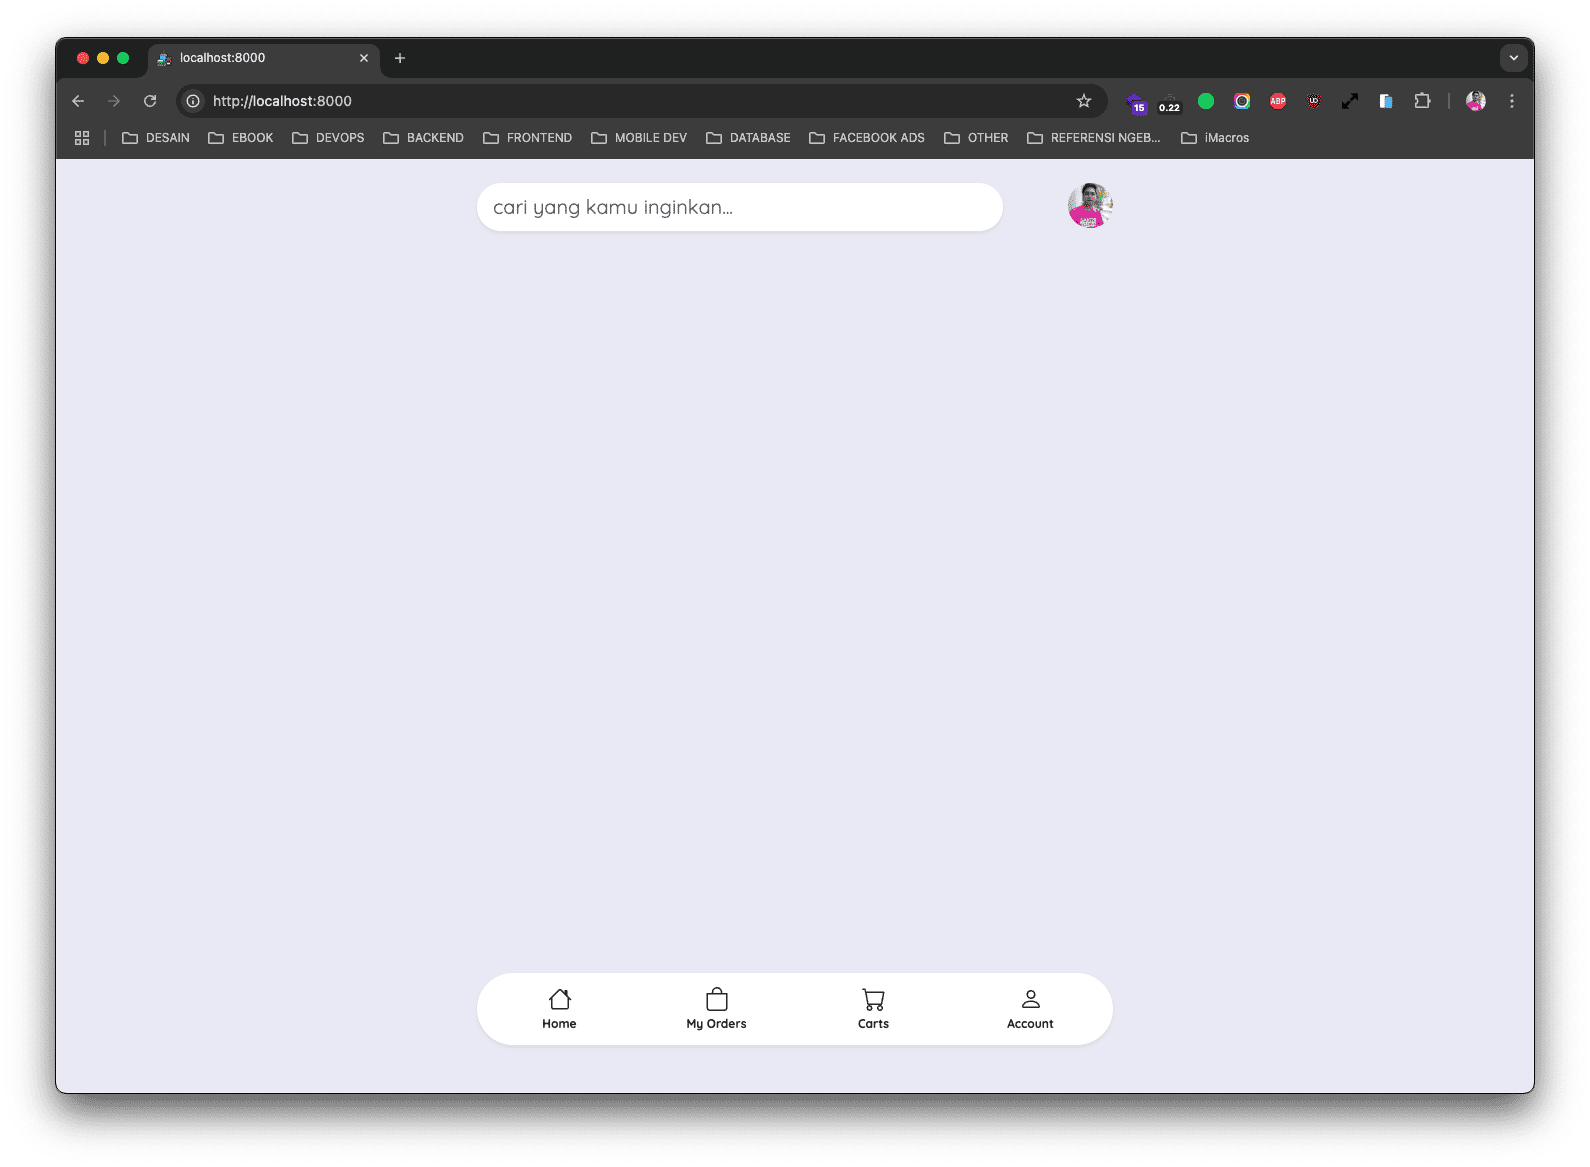 localhost:8000
http://localhost:8000
15
0.22
ABP
UD
DESAIN
EBOOK
DEVOPS
BACKEND
FRONTEND
MOBILE DEV
DATABASE
FACEBOOK ADS
OTHER
REFERENSI NGEB...
iMacros
cari yang kamu inginkan...
Home
My Orders
Carts
Account